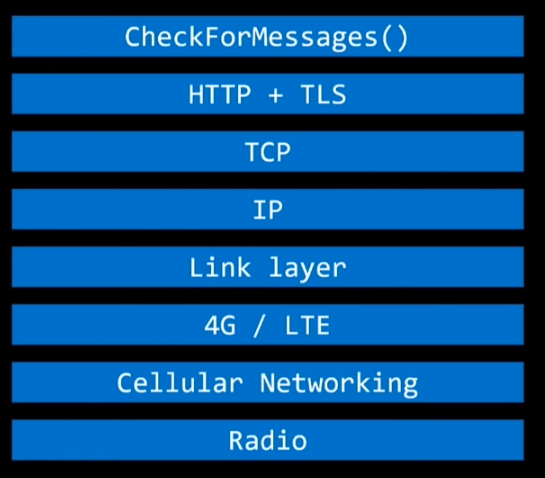 CheckForMessages()
HTTP + TLS
TCP
IP
Link layer
4G / LTE
Cellular Networking
Radio